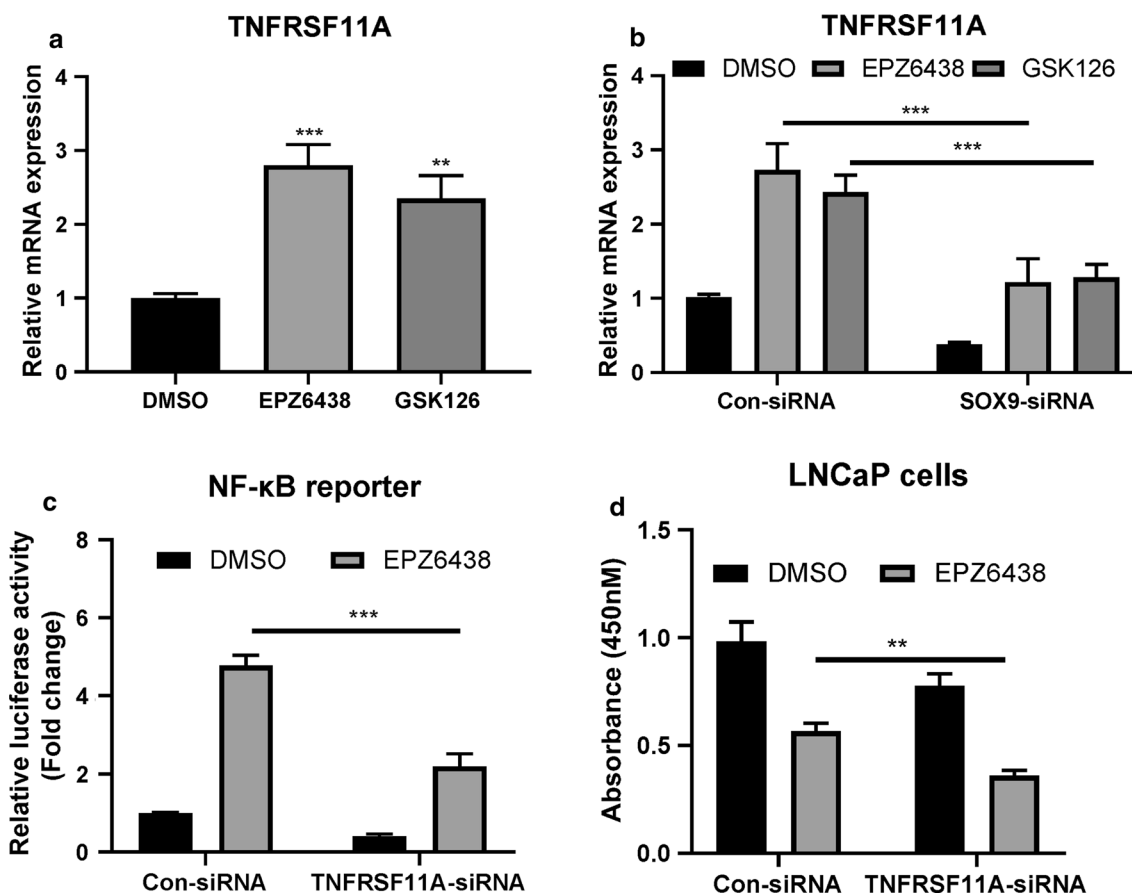 a
TNFRSF11A
Relative mRNA expression
4
3
2
1
0
***
**
DMSO
EPZ6438
GSK126
b
TNFRSF11A
DMSO
EPZ6438
GSK126
Relative mRNA expression
4
3
2
1
0
***
***
Con-siRNA
SOX9-siRNA
c
NF-κB reporter
DMSO
EPZ6438
Relative luciferase activity
(Fold change)
8
6
4
2
0
***
Con-siRNA
TNFRSF11A-siRNA
d
LNCaP cells
DMSO
EPZ6438
Absorbance (450nM)
1.5
1.0
0.5
0.0
**
Con-siRNA
TNFRSF11A-siRNA